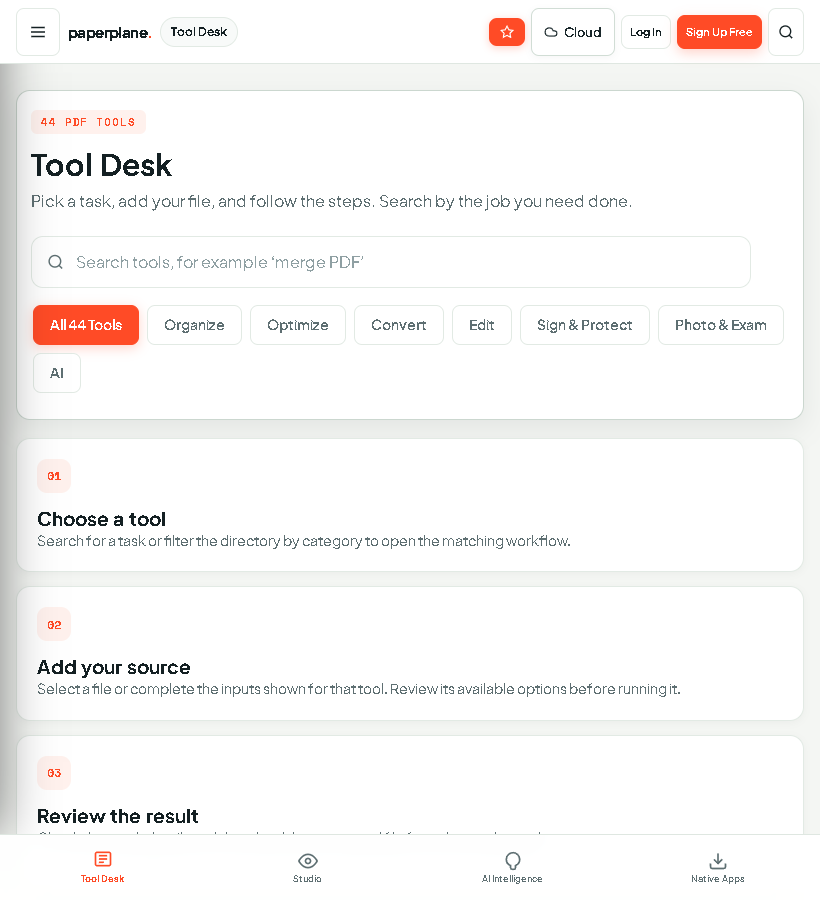 paperplane.
Tool Desk
Cloud
Log In
Sign Up Free
44 PDF TOOLS
Tool Desk
Pick a task, add your file, and follow the steps. Search by the job you need done.
Search tools, for example ‘merge PDF’
All 44 Tools
Organize
Optimize
Convert
Edit
Sign & Protect
Photo & Exam
AI
01
Choose a tool
Search for a task or filter the directory by category to open the matching workflow.
02
Add your source
Select a file or complete the inputs shown for that tool. Review its available options before running it.
03
Review the result
Tool Desk
Studio
AI Intelligence
Native Apps